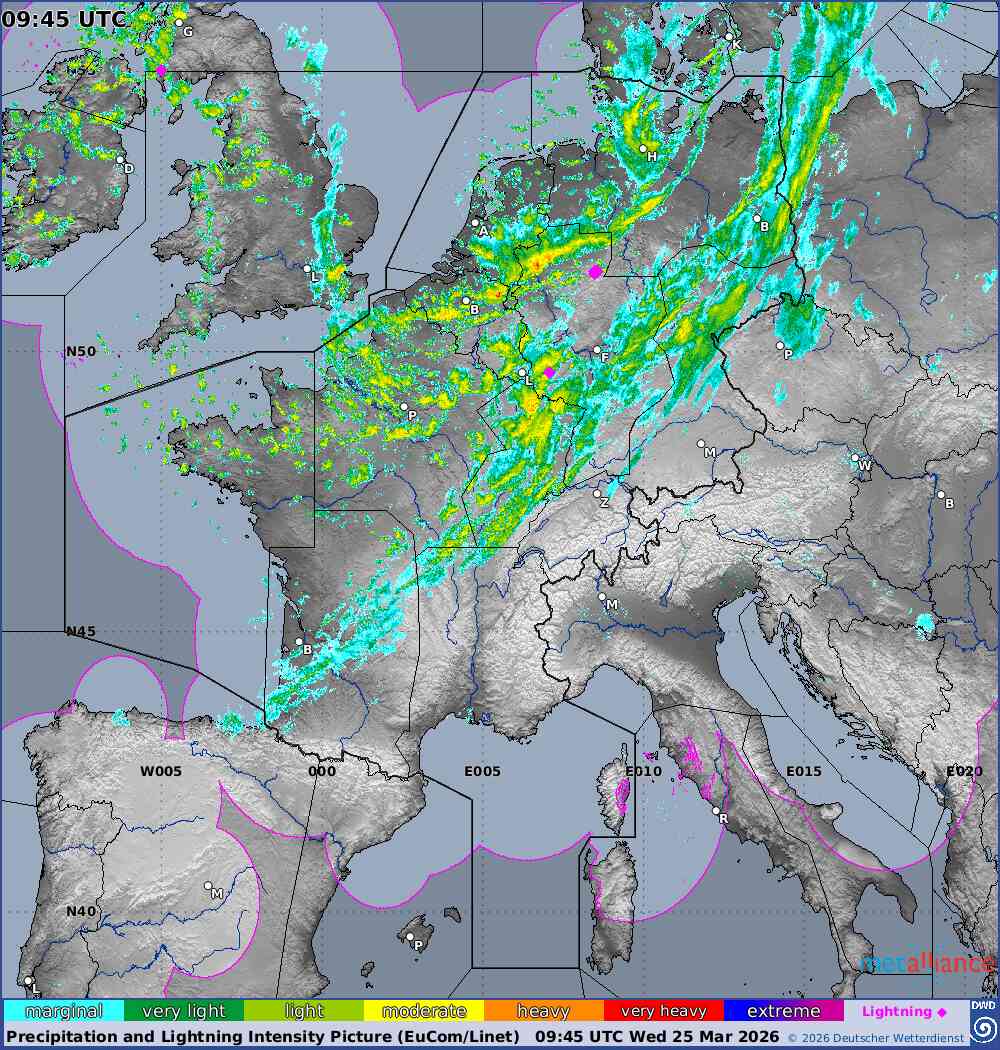 09:45 UTC
G
K
N55
H
D
A
B
L
B
N50
F
P
L
P
M
W
Z
B
M
N45
B
W005
000
E005
E010
E015
E020
R
M
N40
P
metalliance
L
marginal very light light moderate heavy very heavy extreme Lightning ◆ DWD
Precipitation and Lightning Intensity Picture (EuCom/Linet) 09:45 UTC Wed 25 Mar 2026 © 2026 Deutscher Wetterdienst